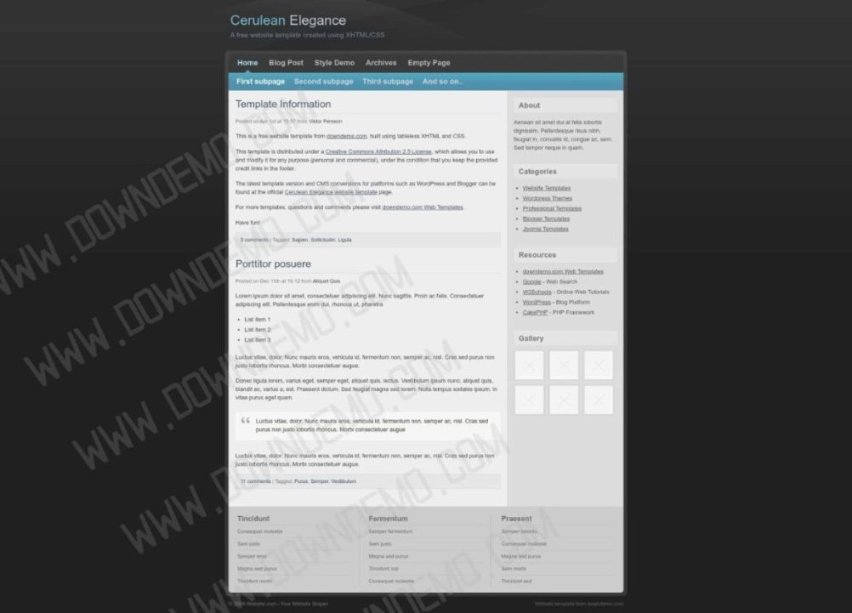 Cerulean Elegance
A free website template created using XHTML/CSS
Home Blog Post Style Demo Archives Empty Page
First subpage Second subpage Third subpage And so on..
Template Information
This is a free website template from downdemo.com, built using tableless XHTML and CSS.
This template is distributed under a Creative Commons Attribution 2.5 License, which allows you to
use and modify it for any purpose (personal and commercial), under the condition that you keep the provided
credit links in the footer.
The latest template version and CMS conversions for platforms such as WordPress and Blogger can be
found at the official Cerulean Elegance website template page.
For more templates, questions and comments please visit downdemo.com Web Templates.
Have fun!
3 comments | Tagged: Sapien, Sollicitudin, Ligula
Porttitor posuere
Posted on Dec 11th at 15:12 from Aliquet Quis
Lorem ipsum dolor sit amet, consectetuer adipiscing elit. Nunc sagittis. Proin ac felis. Consectetuer
adipiscing elit. Pellentesque enim dui, rhoncus ut, pharetra
List item 1
List item 2
List item 3
Luctus vitae, dolor. Nunc mauris eros, vehicula id, fermentum non, semper ac, nisl. Cras sed purus non
justo lobortis rhoncus. Morbi consectetuer augue.
Donec ligula lorem, varius eget, semper eget, aliquet quis, lectus. Vestibulum ipsum nunc, aliquet quis,
blandit ac, varius a, est. Praesent dictum. Sed feugiat magna sed lorem. Nulla tempus sodales ipsum. In
vitae purus eget quam.
“ Luctus vitae, dolor. Nunc mauris eros, vehicula id, fermentum non, semper ac, nisl. Cras sed
purus non justo lobortis rhoncus. Morbi consectetuer augue
Luctus vitae, dolor. Nunc mauris eros, vehicula id, fermentum non, semper ac, nisl. Cras sed purus non
justo lobortis rhoncus. Morbi consectetuer augue.
11 comments | Tagged: Purus, Semper, Vestibulum
About
Aenean sit amet dui at felis lobortis
dignissim. Pellentesque risus nibh,
feugiat in, convallis id, congue ac, sem.
Sed tempor neque in quam.
Categories
Website Templates
Wordpress Themes
Professional Templates
Blogger Templates
Joomla Templates
Resources
downdemo.com Web Templates
Google - Web Search
W3Schools - Online Web Tutorials
WordPress - Blog Platform
CakePHP - PHP Framework
Gallery
Tincidunt
Consequat molestie
Sem justo
Semper eros
Magna sed purus
Tincidunt morbi
Fermentum
Semper fermentum
Sem justo
Magna sed purus
Tincidunt nisl
Consequat molestie
Praesent
Semper lobortis
Consequat molestie
Magna sed purus
Sem morbi
Tincidunt sed
Website template from downdemo.com
WWW.DOWNDEMO.COM
WWW.DOWNDEMO.COM
WWW.DOWNDEMO.COM
WWW.DOWNDEMO.COM
WWW.DOWNDEMO.COM